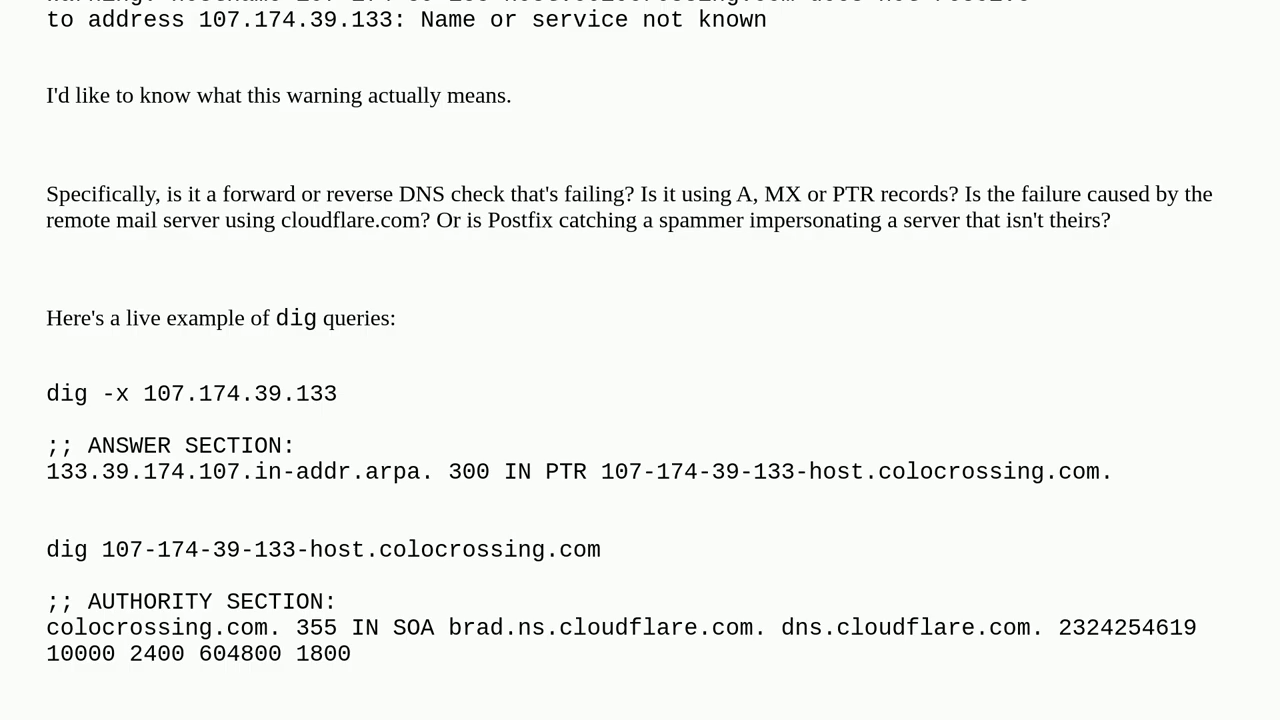 to address 107.174.39.133: Name or service not known
I'd like to know what this warning actually means.
Specifically, is it a forward or reverse DNS check that's failing? Is it using A, MX or PTR records? Is the failure caused by the
remote mail server using cloudflare.com? Or is Postfix catching a spammer impersonating a server that isn't theirs?
Here's a live example of dig queries:
dig -x 107.174.39.133
;; ANSWER SECTION:
133.39.174.107.in-addr.arpa. 300 IN PTR 107-174-39-133-host.colocrossing.com.
dig 107-174-39-133-host.colocrossing.com
;; AUTHORITY SECTION:
colocrossing.com. 355 IN SOA brad.ns.cloudflare.com. dns.cloudflare.com. 2324254619
10000 2400 604800 1800